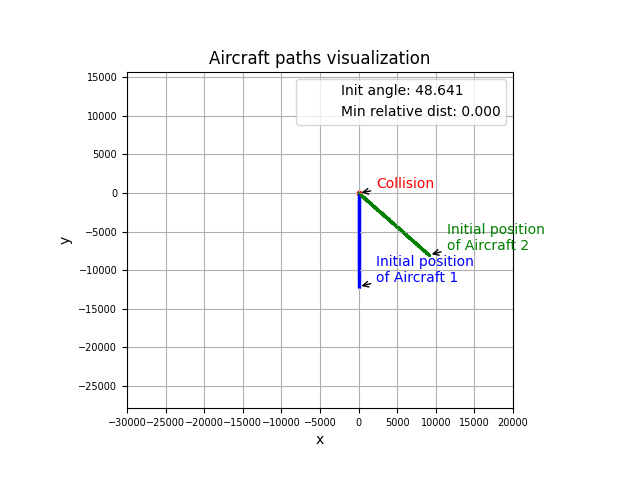 Aircraft paths visualization
Init angle: 48.641
Min relative dist: 0.000
15000
10000
5000
0
−5000
−10000
−15000
−20000
−25000
y
Collision
Initial position
of Aircraft 2
Initial position
of Aircraft 1
−30000 −25000 −20000 −15000 −10000 −5000 0 5000 10000 15000 20000
x